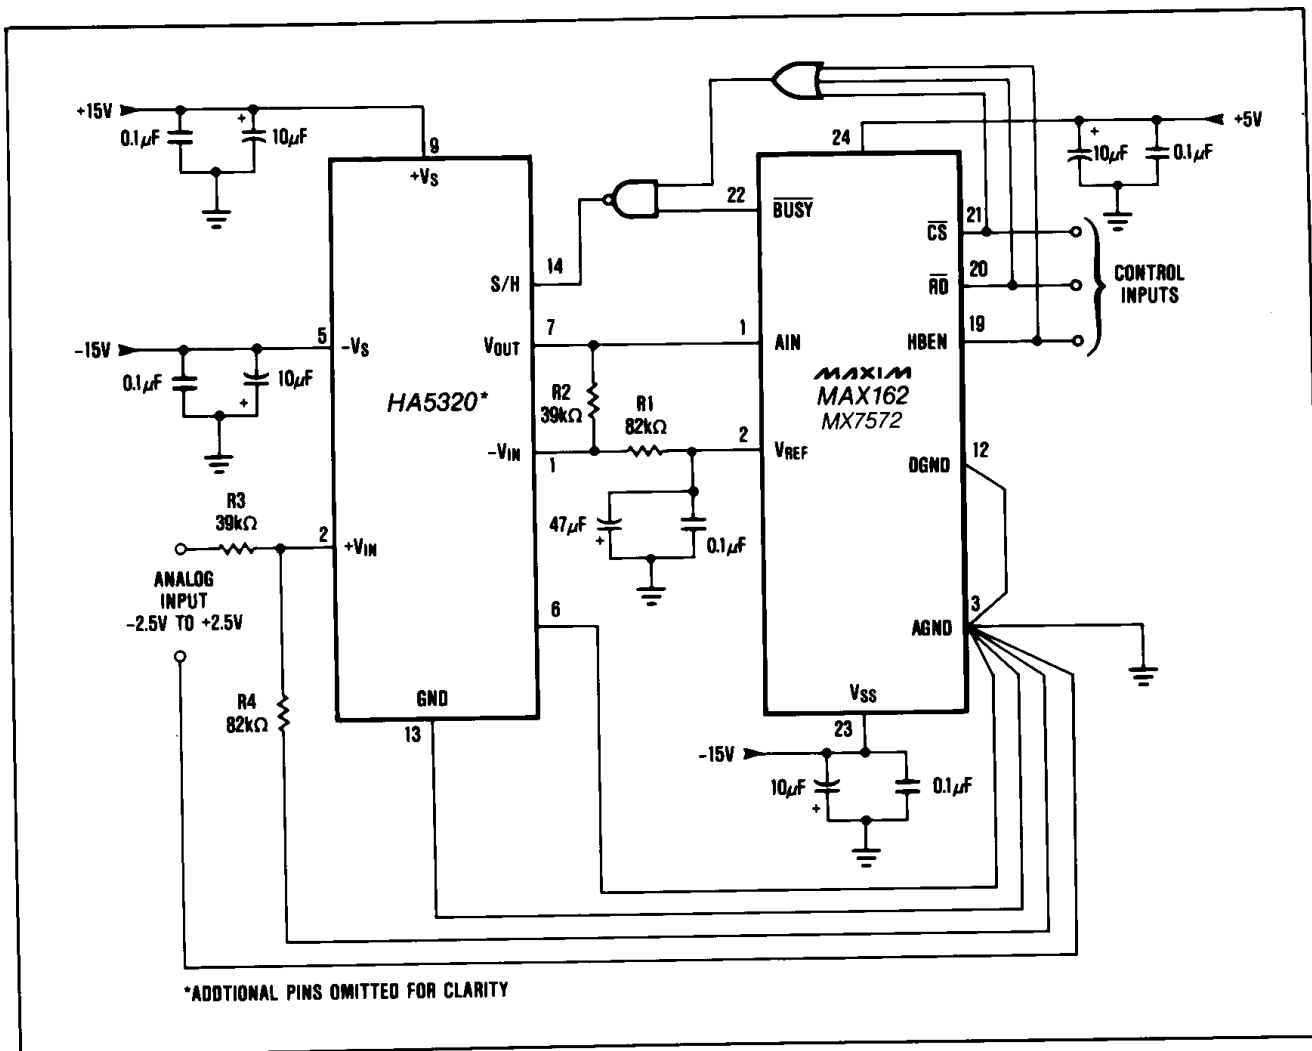 +15V
0.1µF
+
10µF
9
+VS
24
+
10µF
0.1µF
+5V
22
BUSY
21
CS
14
S/H
20
RD
CONTROL
INPUTS
19
HBEN
-15V
5
-VS
0.1µF
10µF
+
7
VOUT
1
AIN
HA5320*
R2
39kΩ
R1
82kΩ
MAXIM
MAX162
MX7572
-VIN
1
2
VREF
12
DGND
R3
39kΩ
2
+VIN
47µF
+
0.1µF
ANALOG
INPUT
-2.5V TO +2.5V
6
3
AGND
R4
82kΩ
GND
13
VSS
23
-15V
10µF
+
0.1µF
*ADDTIONAL PINS OMITTED FOR CLARITY